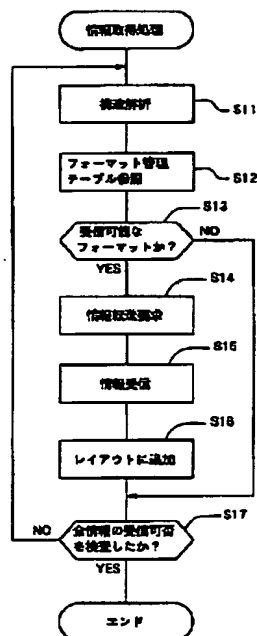 情報取得処理
構造解析
S11
フォーマット管理
テーブル参照
S12
S13
受信可能な
フォーマットか?
NO
YES
S14
情報転送要求
S15
情報受信
S16
レイアウトに追加
S17
全情報の受信可否
を検査したか?
NO
YES
エンド